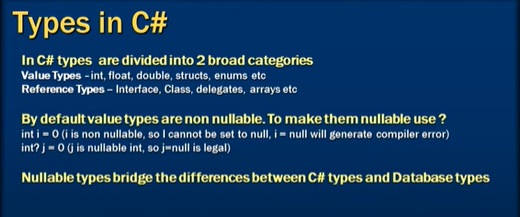 Types in C#
In C# types are divided into 2 broad categories
Value Types –int, float, double, structs, enums etc
Reference Types – Interface, Class, delegates, arrays etc
By default value types are non nullable. To make them nullable use ?
int i = 0 (i is non nullable, so I cannot be set to null, i = null will generate compiler error)
int? j = 0 (j is nullable int, so j=null is legal)
Nullable types bridge the differences between C# types and Database types